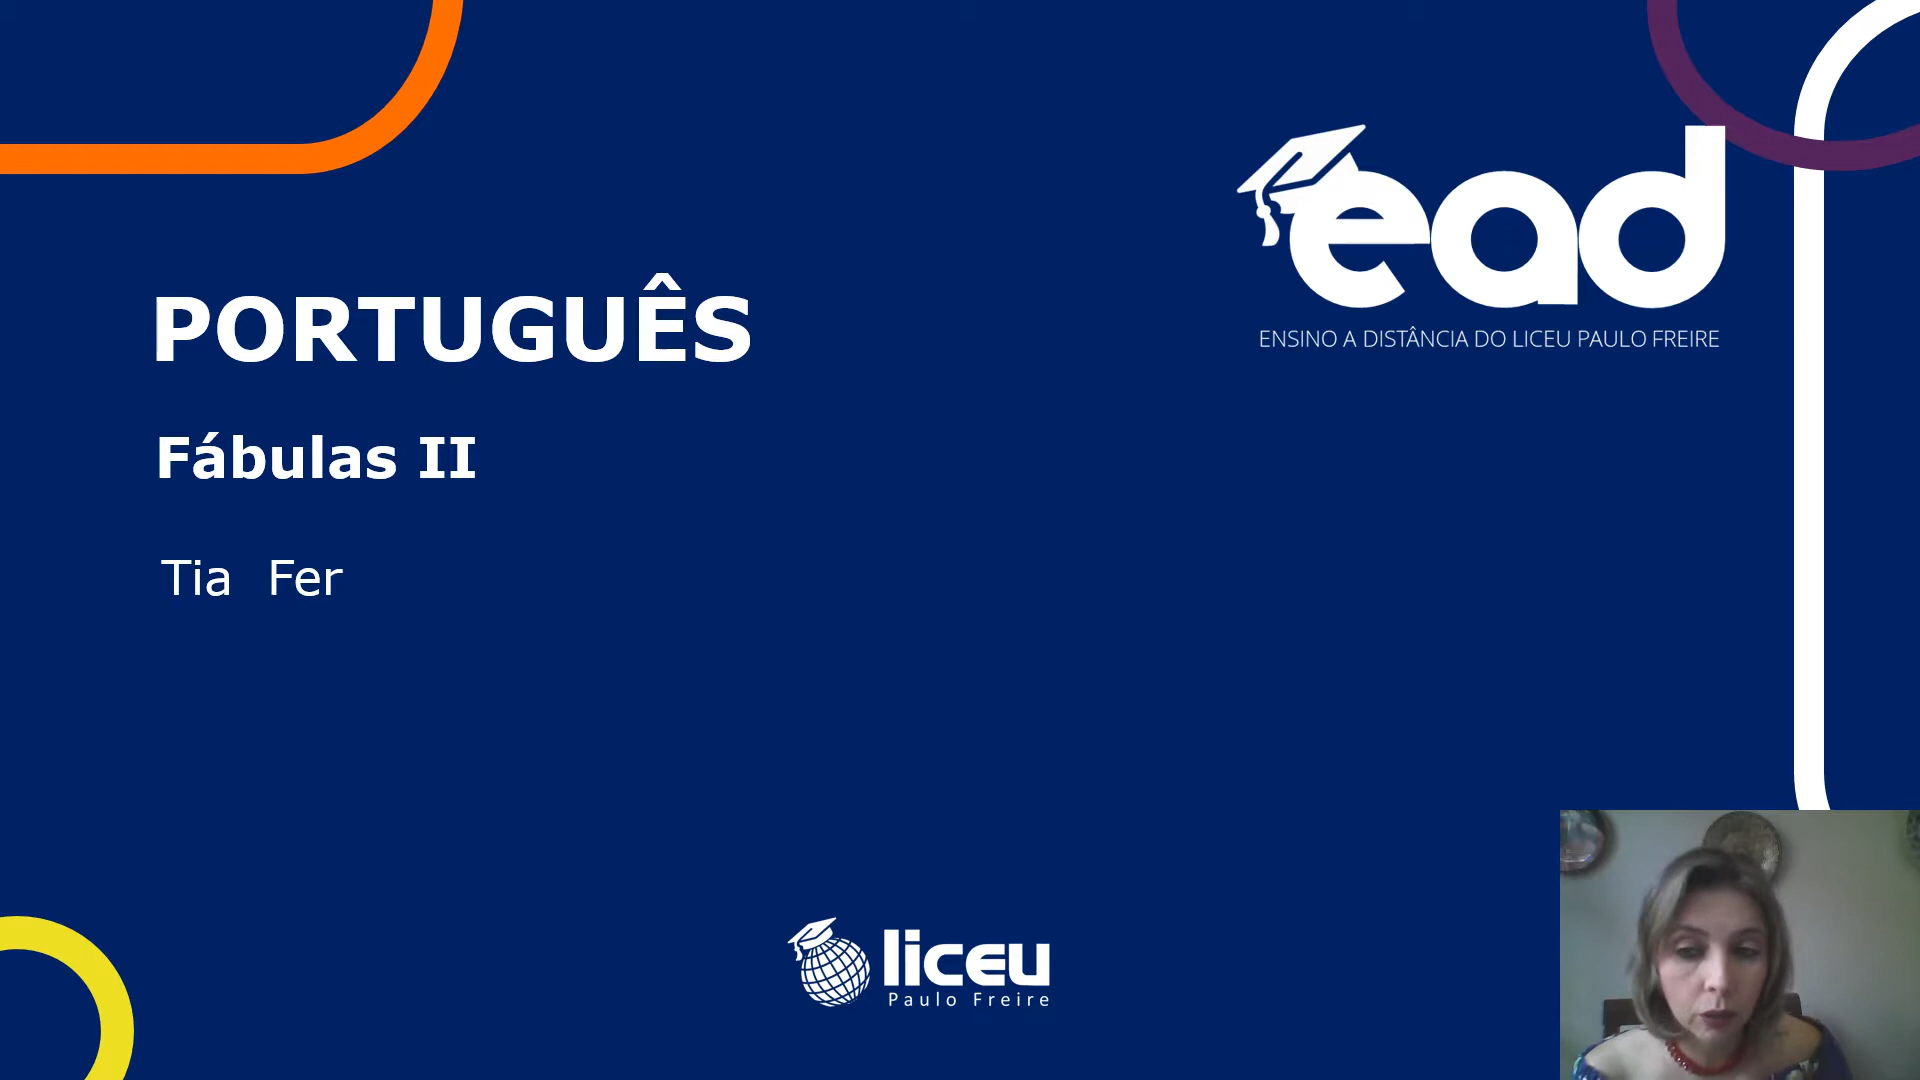 PORTUGUÊS
Fábulas II
Tia Fer
ead
ENSINO A DISTÂNCIA DO LICEU PAULO FREIRE
liceu
Paulo Freire